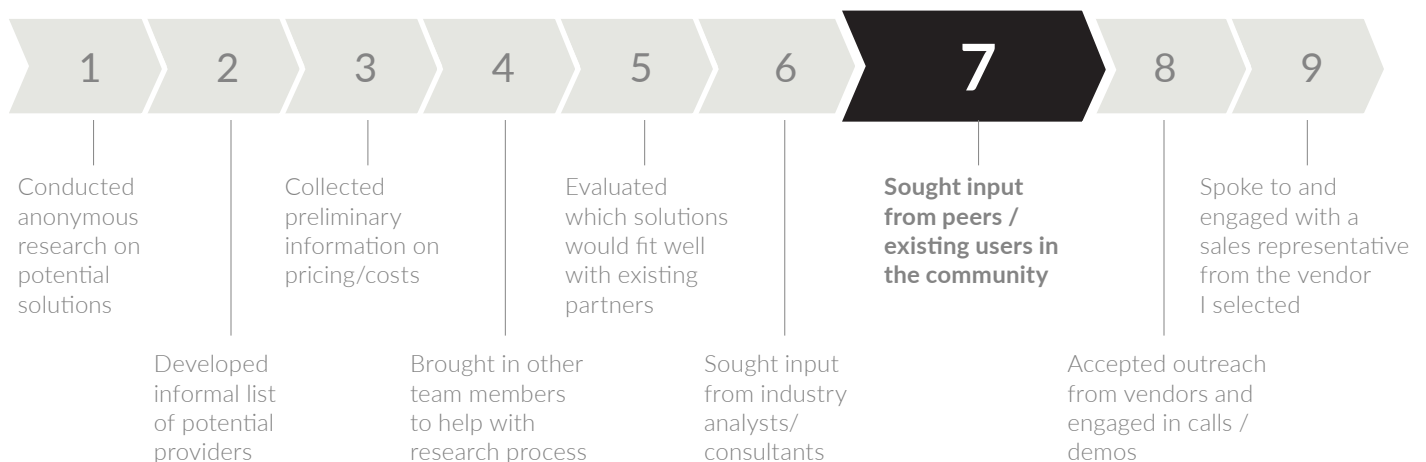 1
2
3
4
5
6
7
8
9
Conducted
anonymous
research on
potential
solutions
Developed
informal list
of potential
providers
Collected
preliminary
information on
pricing/costs
Brought in other
team members
to help with
research process
Evaluated
which solutions
would fit well
with existing
partners
Sought input
from industry
analysts/
consultants
Sought input
from peers /
existing users in
the community
Accepted outreach
from vendors and
engaged in calls /
demos
Spoke to and
engaged with a
sales representative
from the vendor
I selected